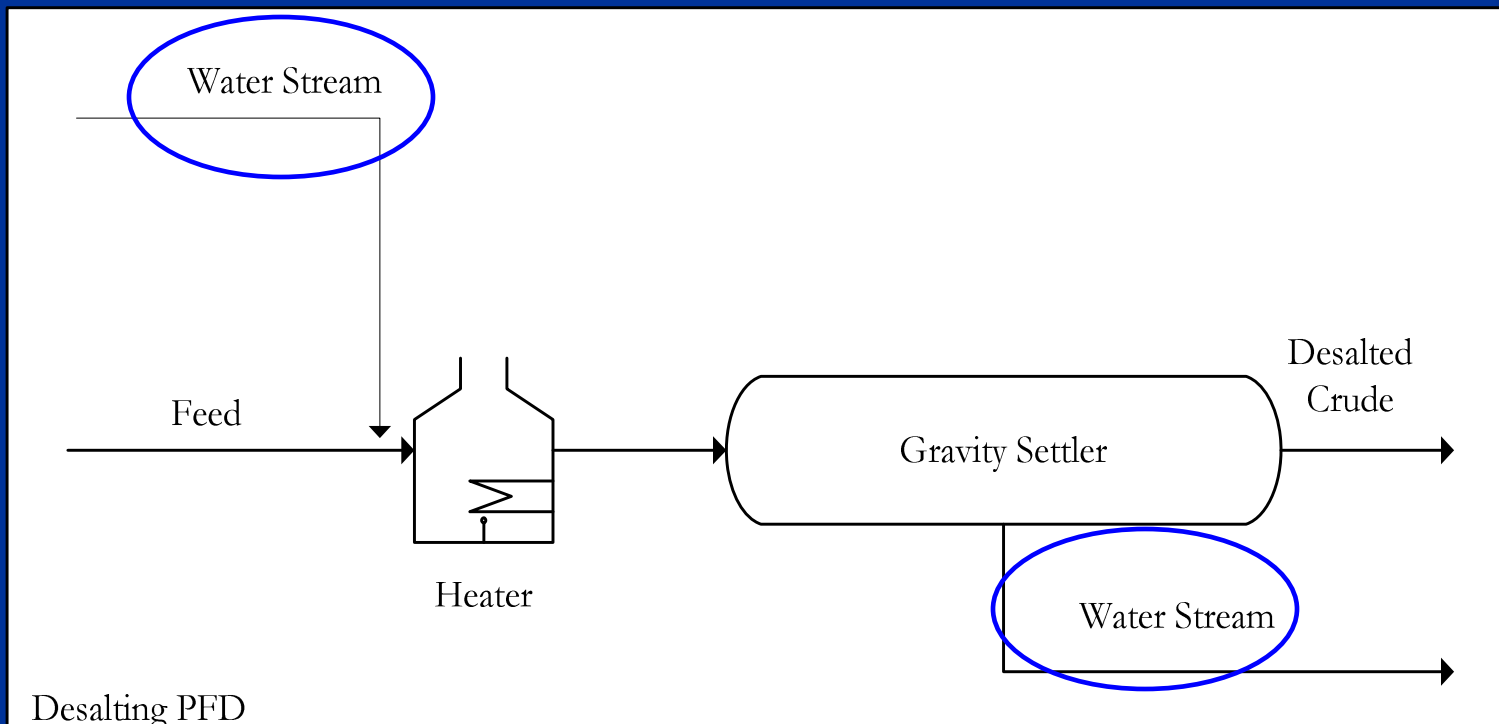 Water Stream
Feed
Heater
Gravity Settler
Desalted
Crude
Water Stream
Desalting PFD